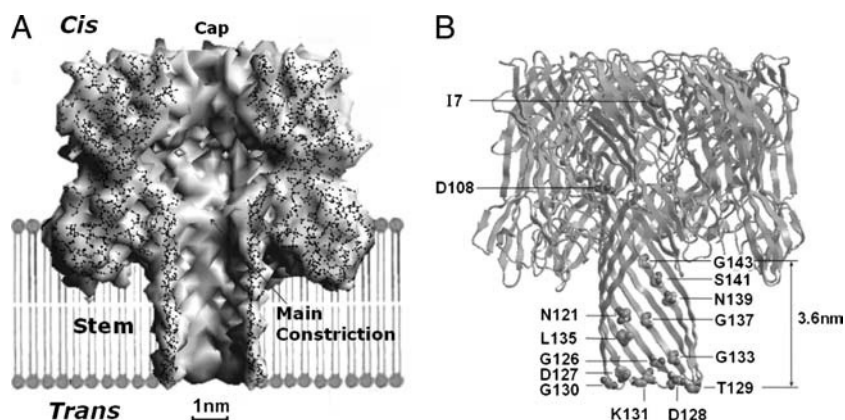 A
Cis
Cap
Stem
Main
Constriction
Trans
1nm
B
I7
D108
G143
S141
N139
N121
G137
3.6nm
L135
G126
G133
D127
G130
T129
K131
D128